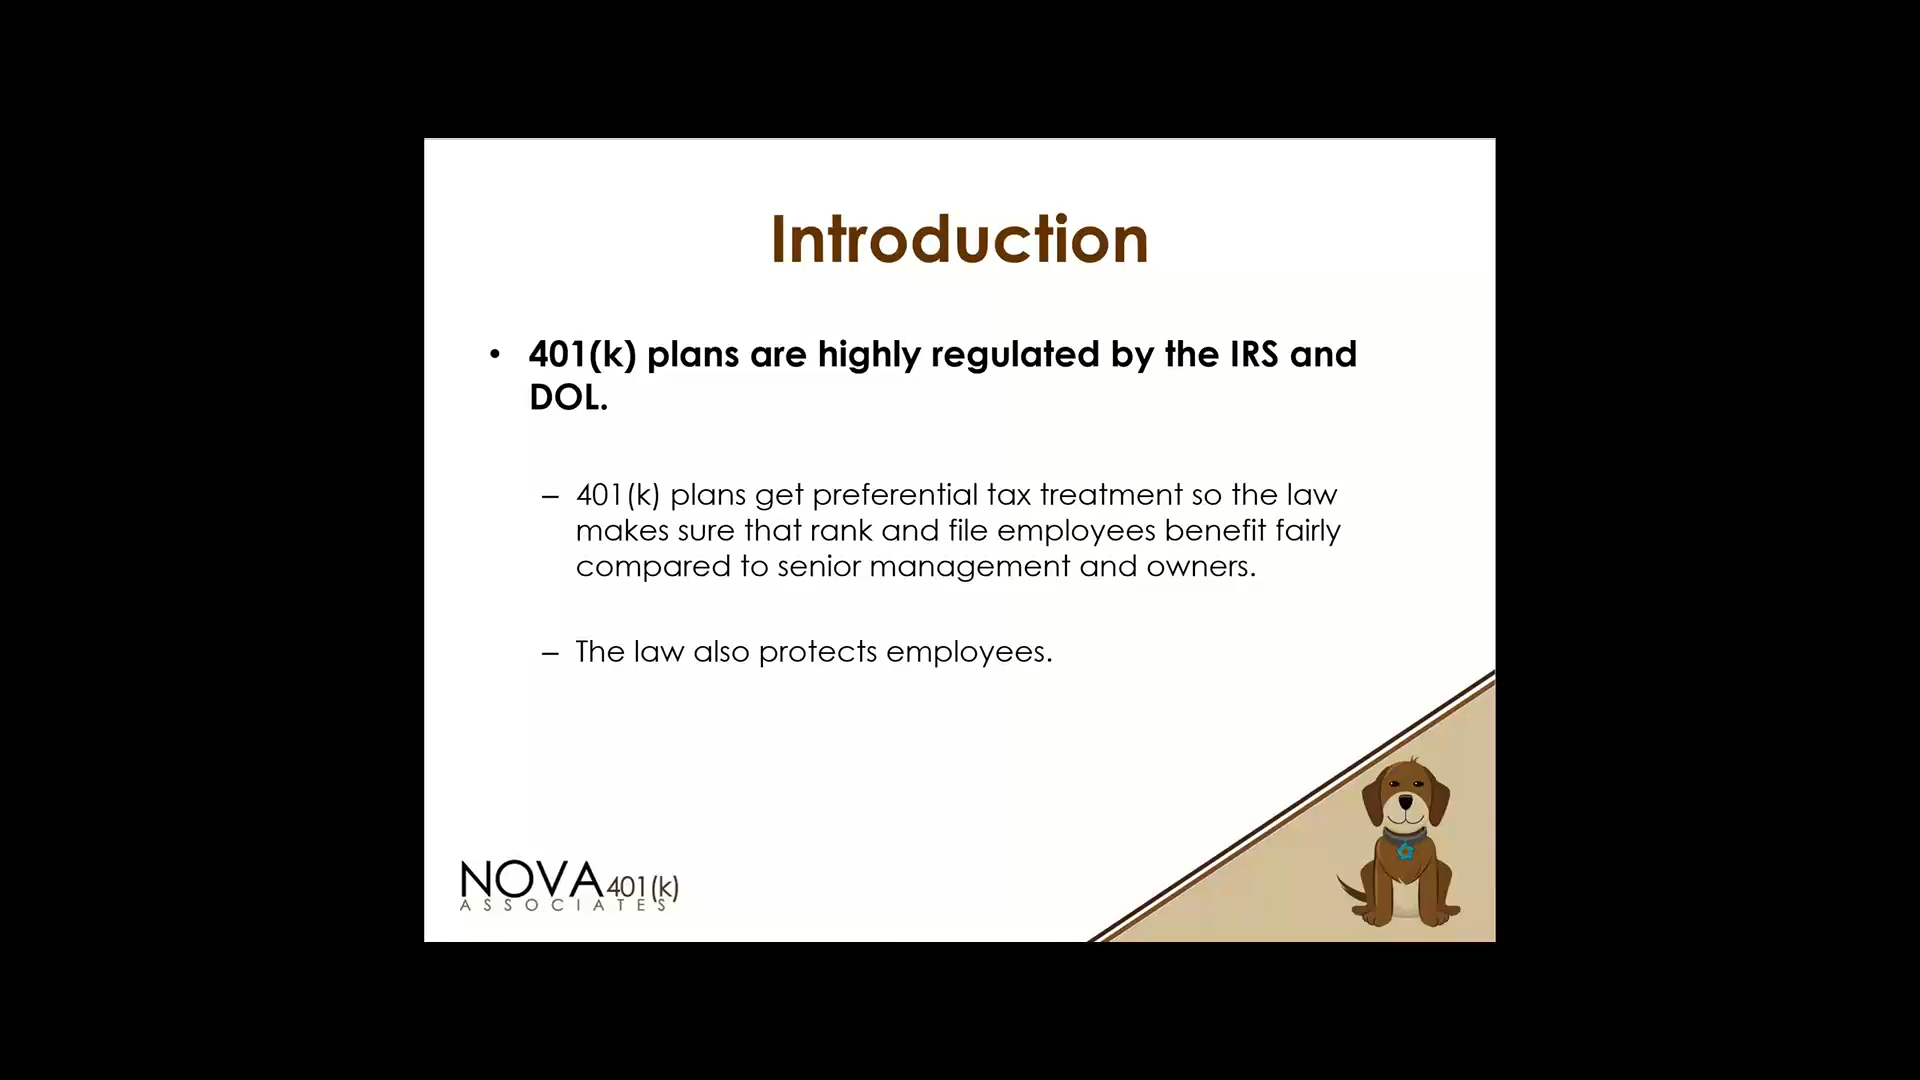 Introduction
• 401(k) plans are highly regulated by the IRS and
DOL.
– 401(k) plans get preferential tax treatment so the law
makes sure that rank and file employees benefit fairly
compared to senior management and owners.
– The law also protects employees.
NOVA 401(k)
ASSOCIATES